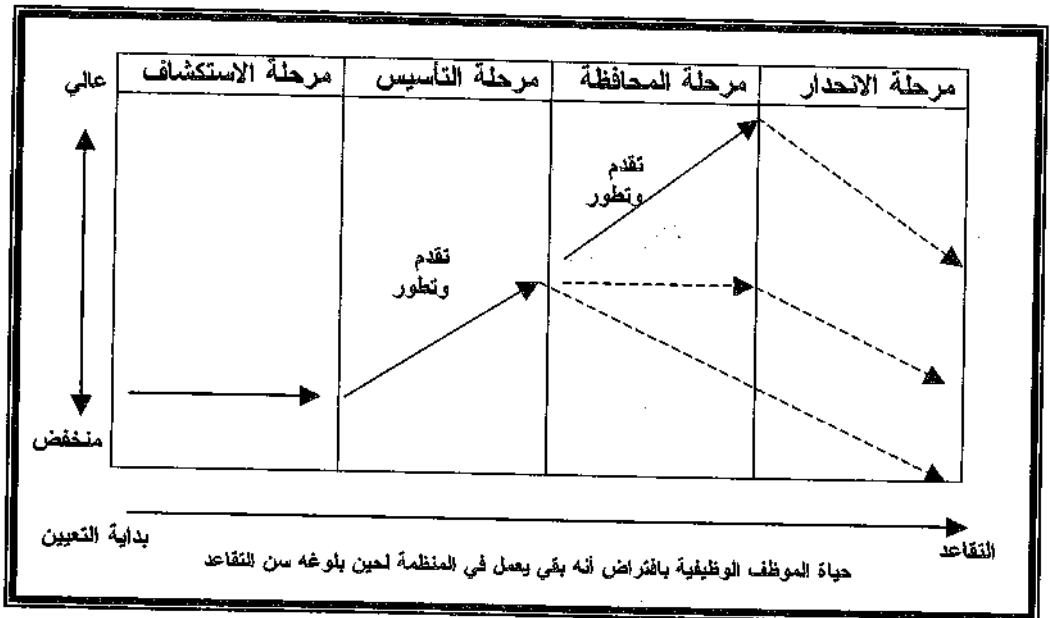 عالي
مرحلة الاستكشاف
مرحلة التأسيس
مرحلة المحافظة
مرحلة الانحدار
تقدم
وتطور
تقدم
وتطور
منخفض
بداية التعيين
التقاعد
حياة الموظف الوظيفية بافتراض أنه بقي يعمل في المنظمة لحين بلوغه سن التقاعد